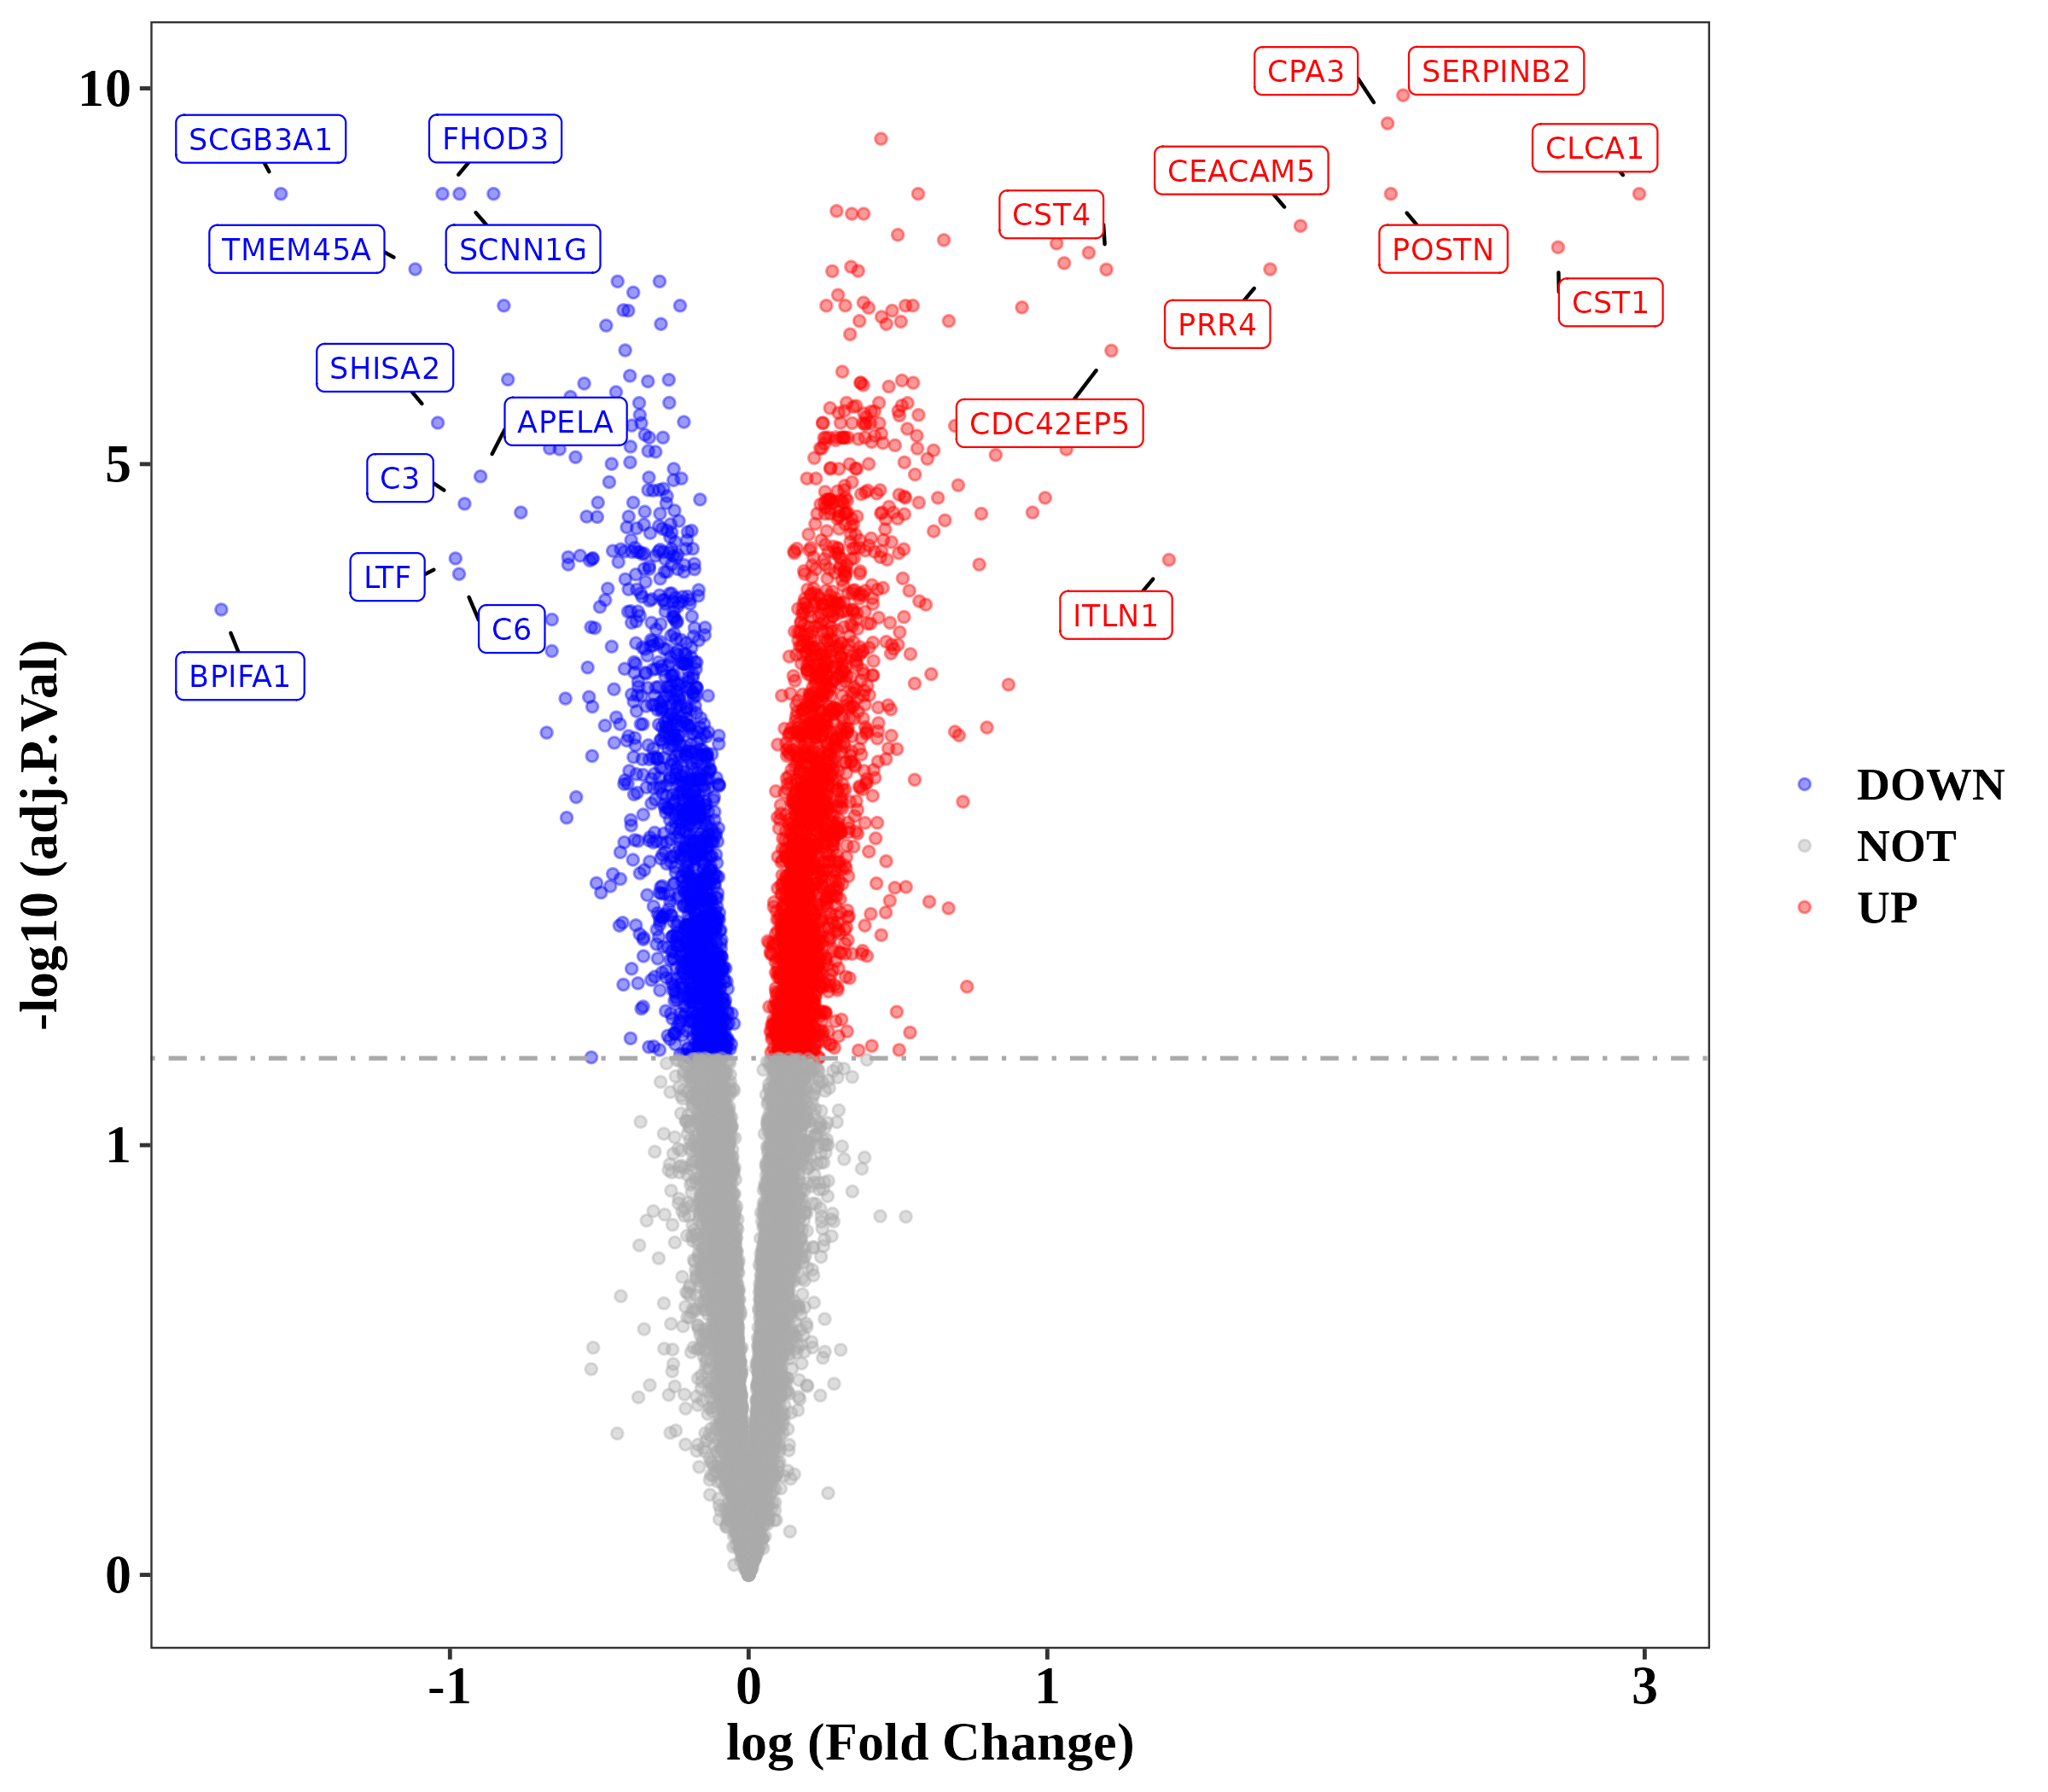 CPA3
SERPINB2
10
SCGB3A1
FHOD3
CLCA1
CEACAM5
CST4
TMEM45A
SCNN1G
POSTN
CST1
PRR4
SHISA2
APELA
CDC42EP5
5
C3
LTF
ITLN1
C6
BPIFA1
-log10 (adj.P.Val)
DOWN
NOT
UP
1
0
-1
0
1
3
log (Fold Change)